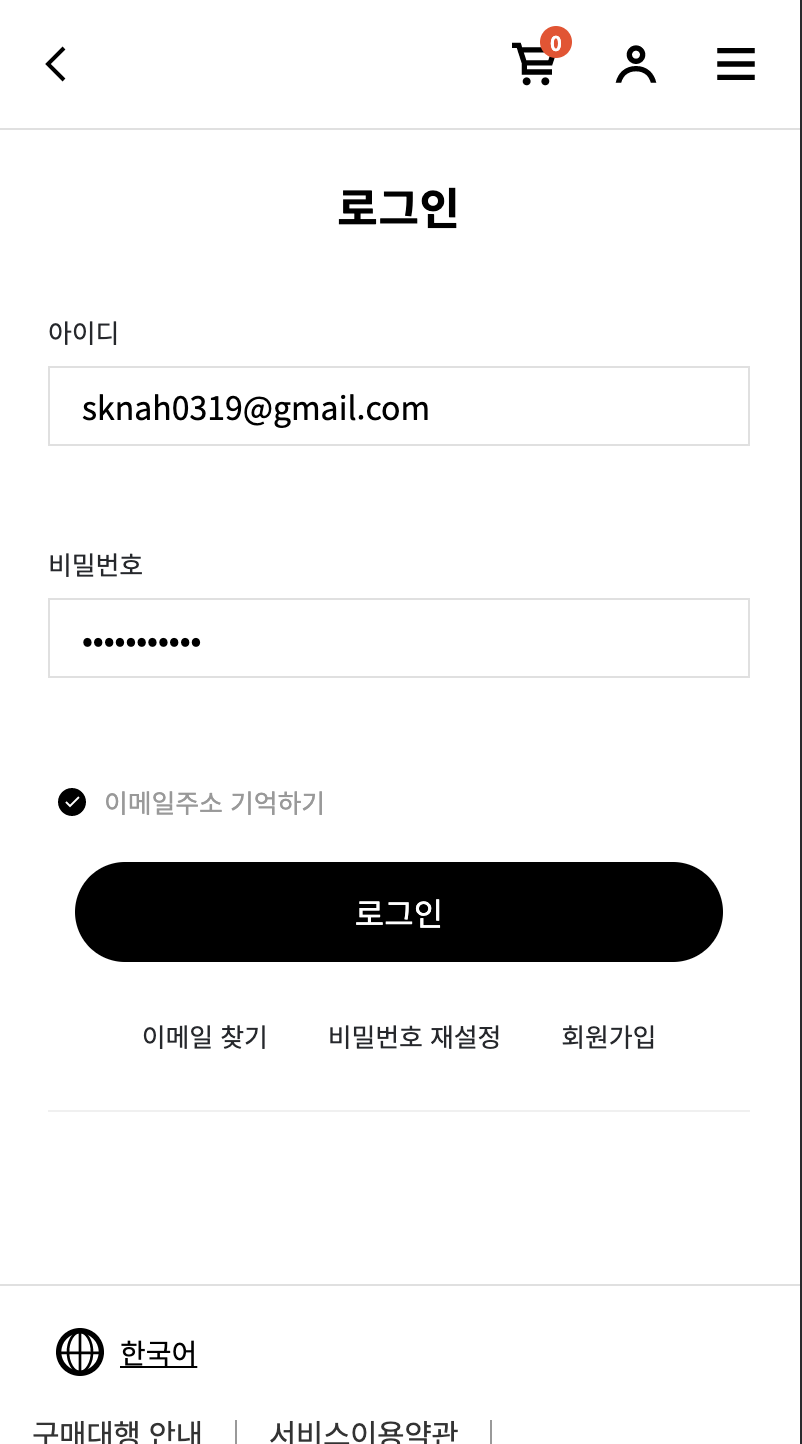 0
로그인
아이디
sknah0319@gmail.com
비밀번호
•••••••••••
이메일주소 기억하기
로그인
이메일 찾기 비밀번호 재설정 회원가입
한국어
구매대행 안내 | 서비스이용약관 |